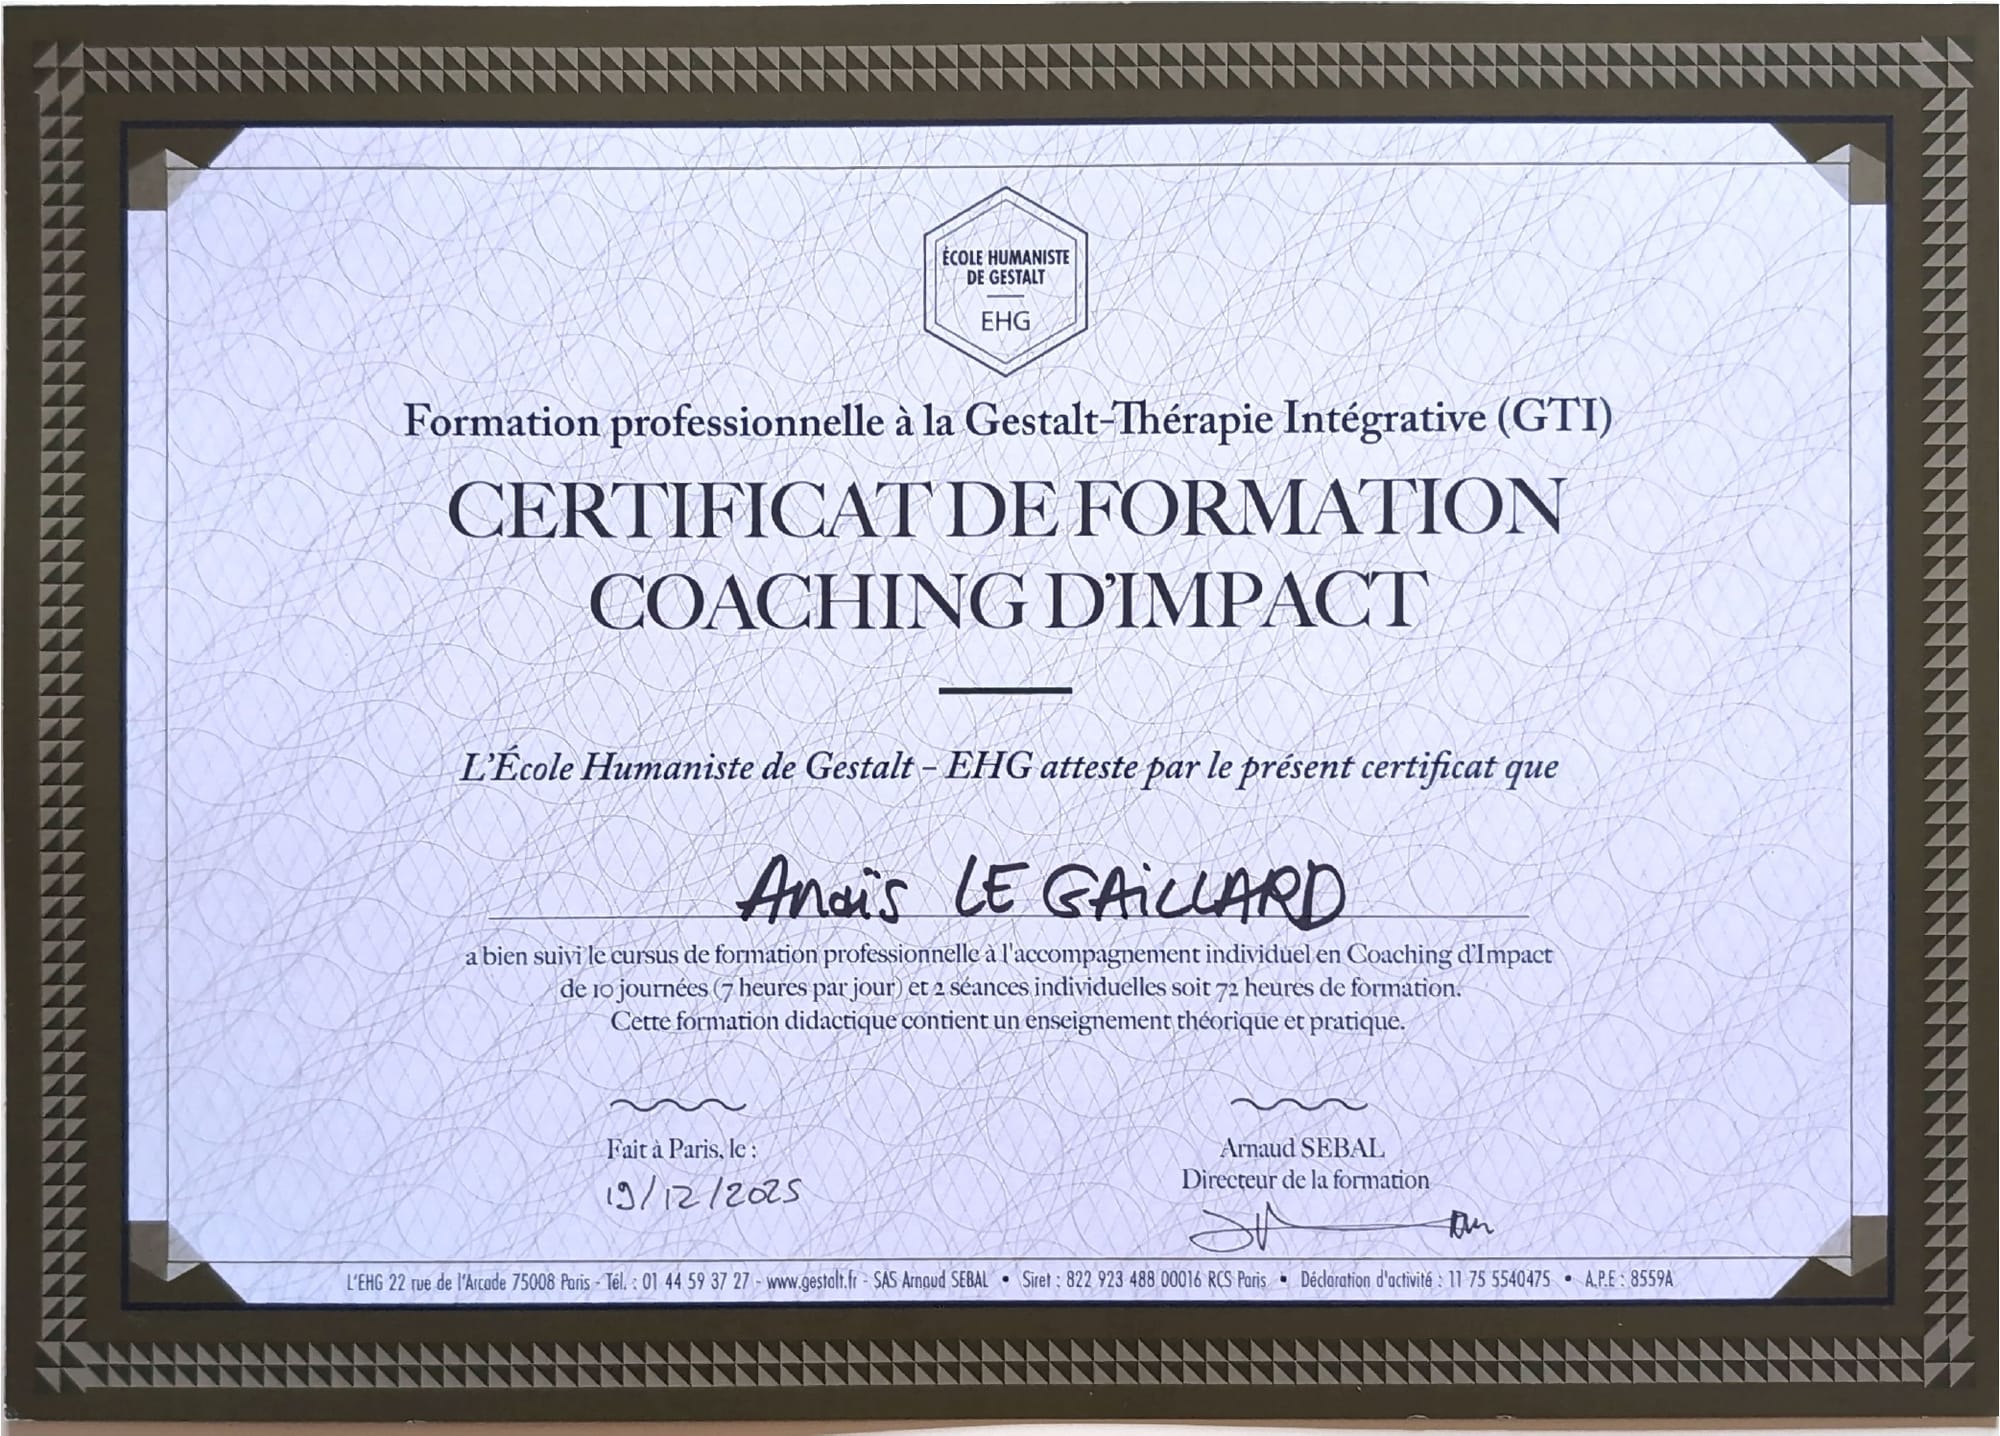 ÉCOLE HUMANISTE
DE GESTALT
EHG
Formation professionnelle à la Gestalt-Thérapie Intégrative (GTI)
CERTIFICAT DE FORMATION
COACHING D'IMPACT
L'École Humaniste de Gestalt – EHG atteste par le présent certificat que
Anaïs LE GAiLLARD
a bien suivi le cursus de formation professionnelle à l'accompagnement individuel en Coaching d'Impact
de 10 journées (7 heures par jour) et 2 séances individuelles soit 72 heures de formation.
Cette formation didactique contient un enseignement théorique et pratique.
Fait à Paris, le :
19/12/2025
Arnaud SEBAL
Directeur de la formation
L'EHG 22 rue de l'Arcade 75008 Paris - Tél. : 01 44 59 37 27 - www.gestalt.fr - SAS Arnaud SEBAL • Siret : 822 923 488 00016 RCS Paris • Déclaration d'activité : 11 75 5540475 • A.P.E : 8559A